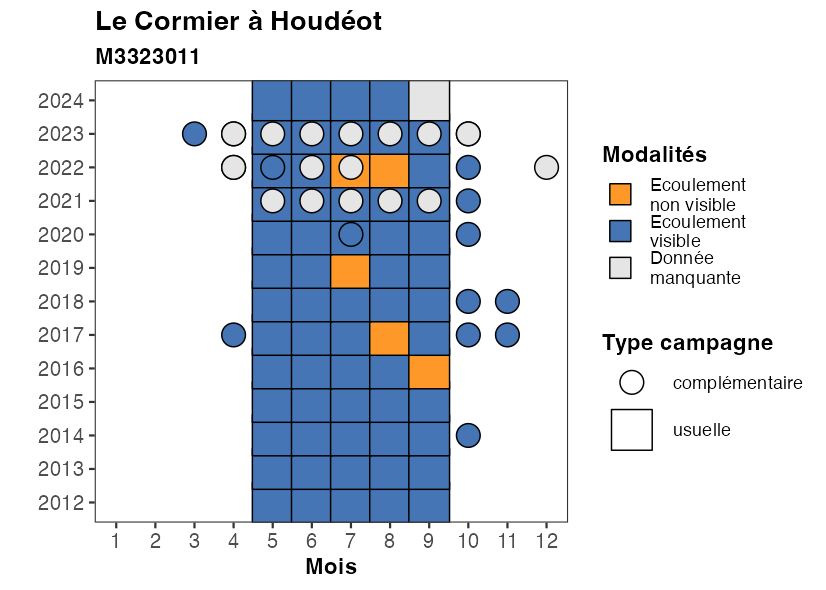 Le Cormier à Houdéot
M3323011
2024
2023
2022
2021
2020
2019
2018
2017
2016
2015
2014
2013
2012
1 2 3 4 5 6 7 8 9 10 11 12
Mois
Modalités
Ecoulement
non visible
Ecoulement
visible
Donnée
manquante
Type campagne
complémentaire
usuelle